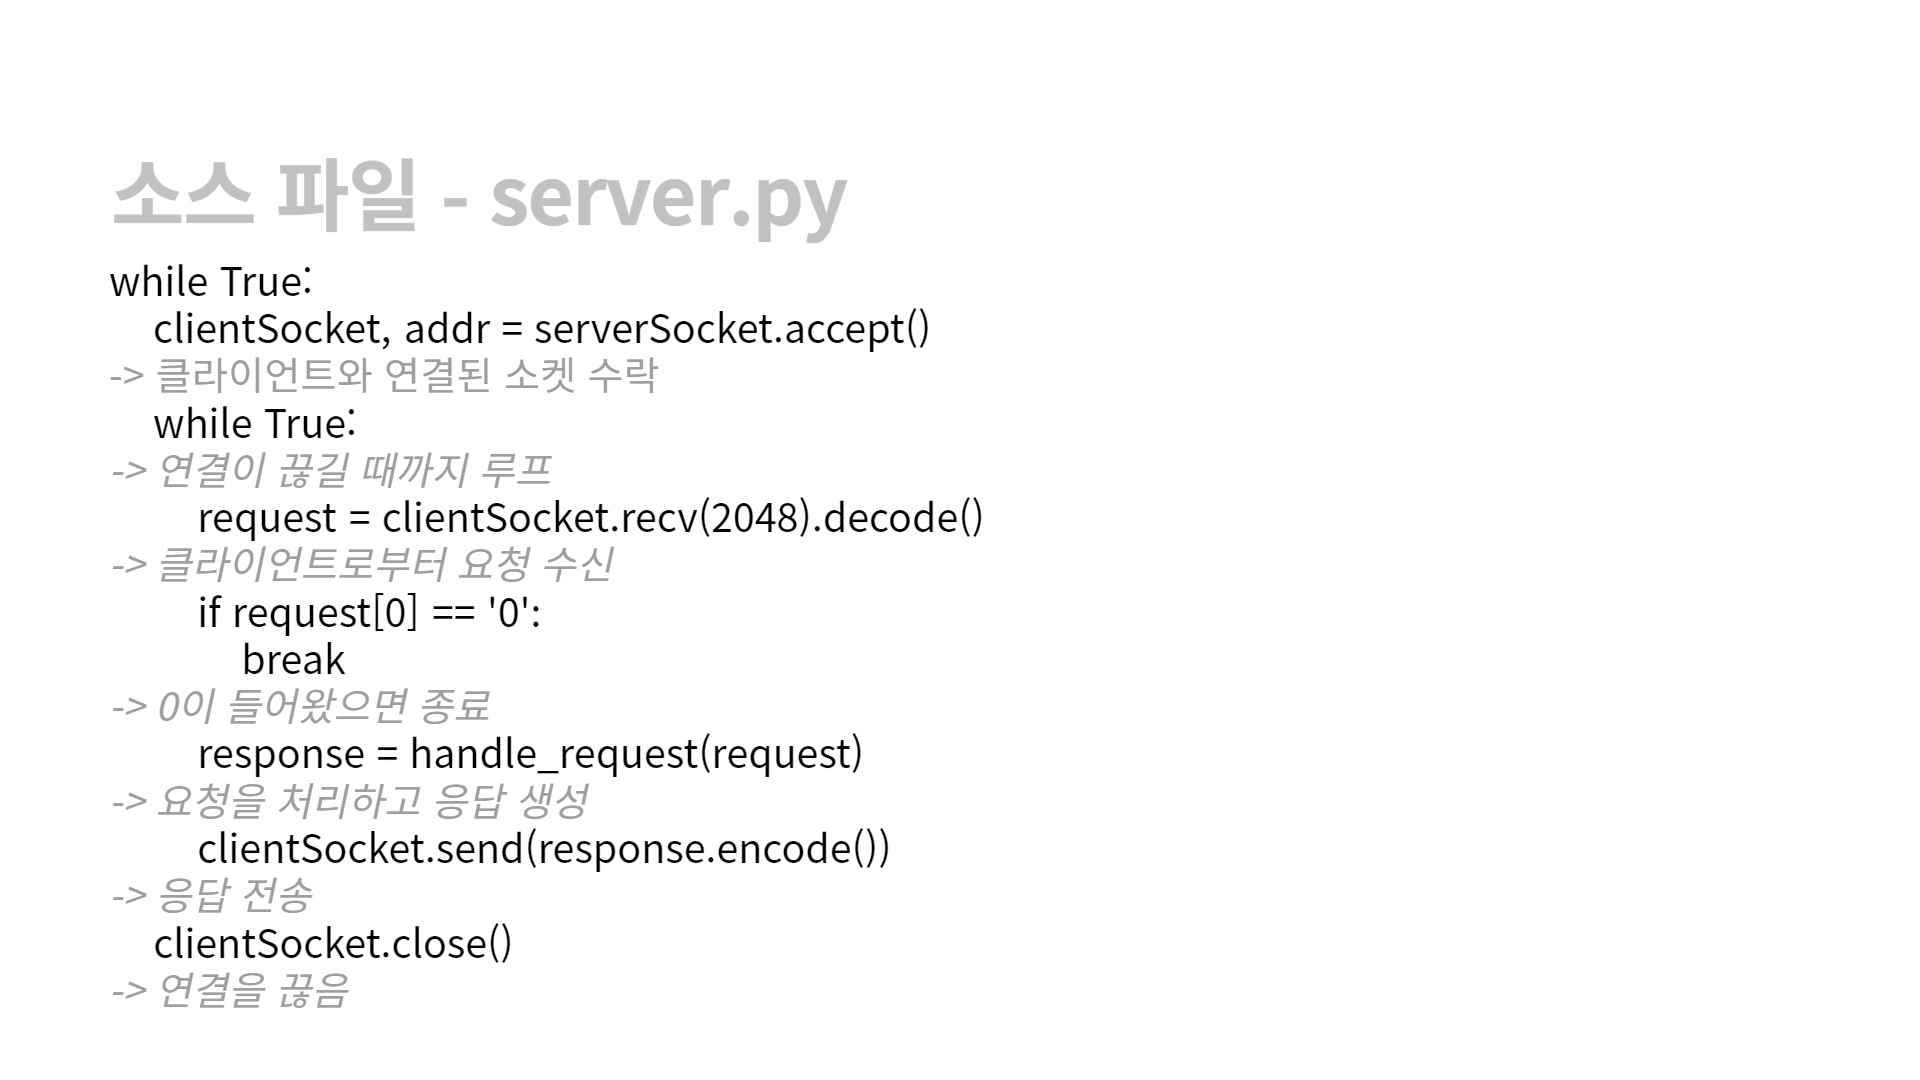 소스 파일 - server.py
while True:
    clientSocket, addr = serverSocket.accept()
-> 클라이언트와 연결된 소켓 수락
    while True:
-> 연결이 끊길 때까지 루프
        request = clientSocket.recv(2048).decode()
-> 클라이언트로부터 요청 수신
        if request[0] == '0':
            break
-> 0이 들어왔으면 종료
        response = handle_request(request)
-> 요청을 처리하고 응답 생성
        clientSocket.send(response.encode())
-> 응답 전송
    clientSocket.close()
-> 연결을 끊음